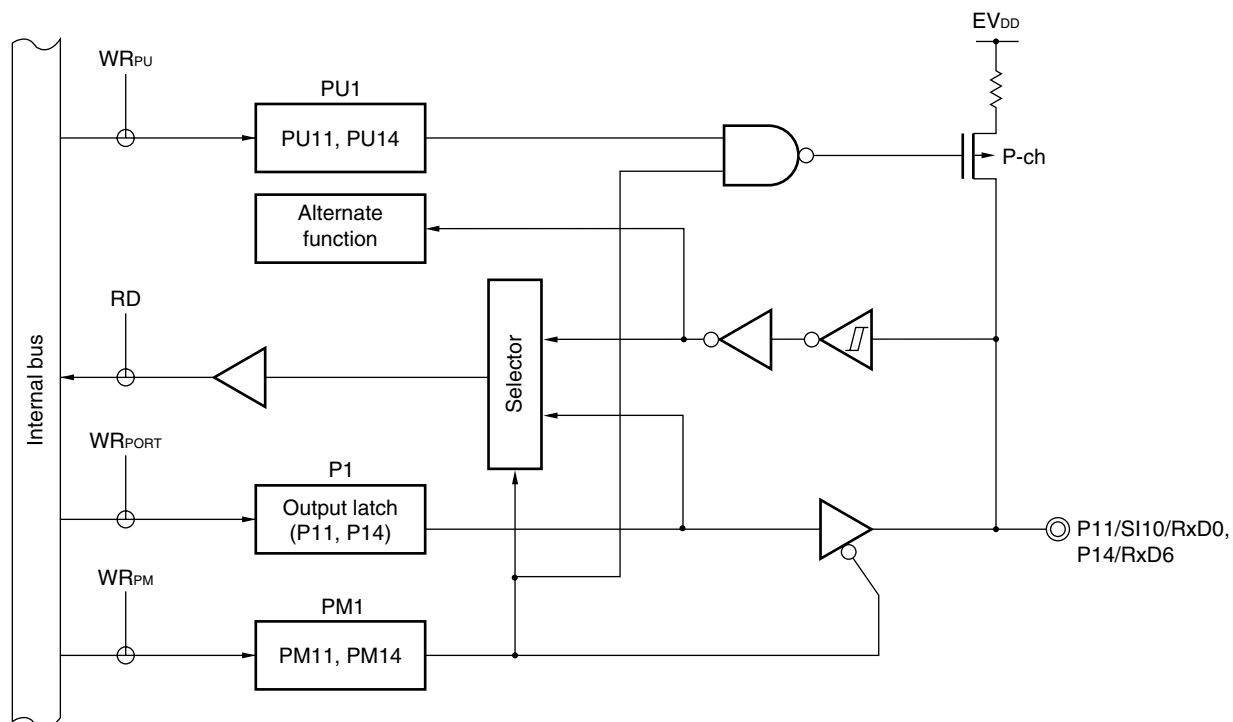 EVDD
WRPU
PU1
PU11, PU14
P-ch
Alternate
function
RD
Selector
Internal bus
WRPORT
P1
Output latch
(P11, P14)
P11/SI10/RxD0,
P14/RxD6
WRPM
PM1
PM11, PM14